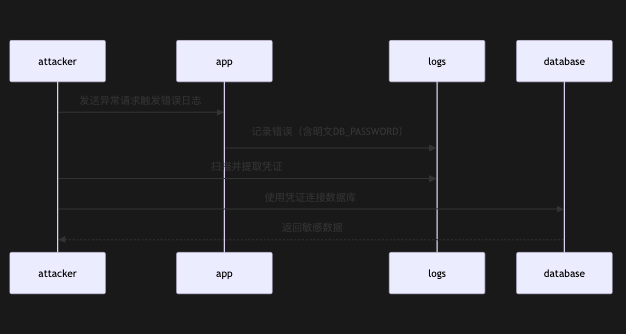 attacker app logs database
发送异常请求触发错误日志
记录错误（含明文DB_PASSWORD）
扫描并提取凭证
使用凭证连接数据库
返回敏感数据
attacker app logs database